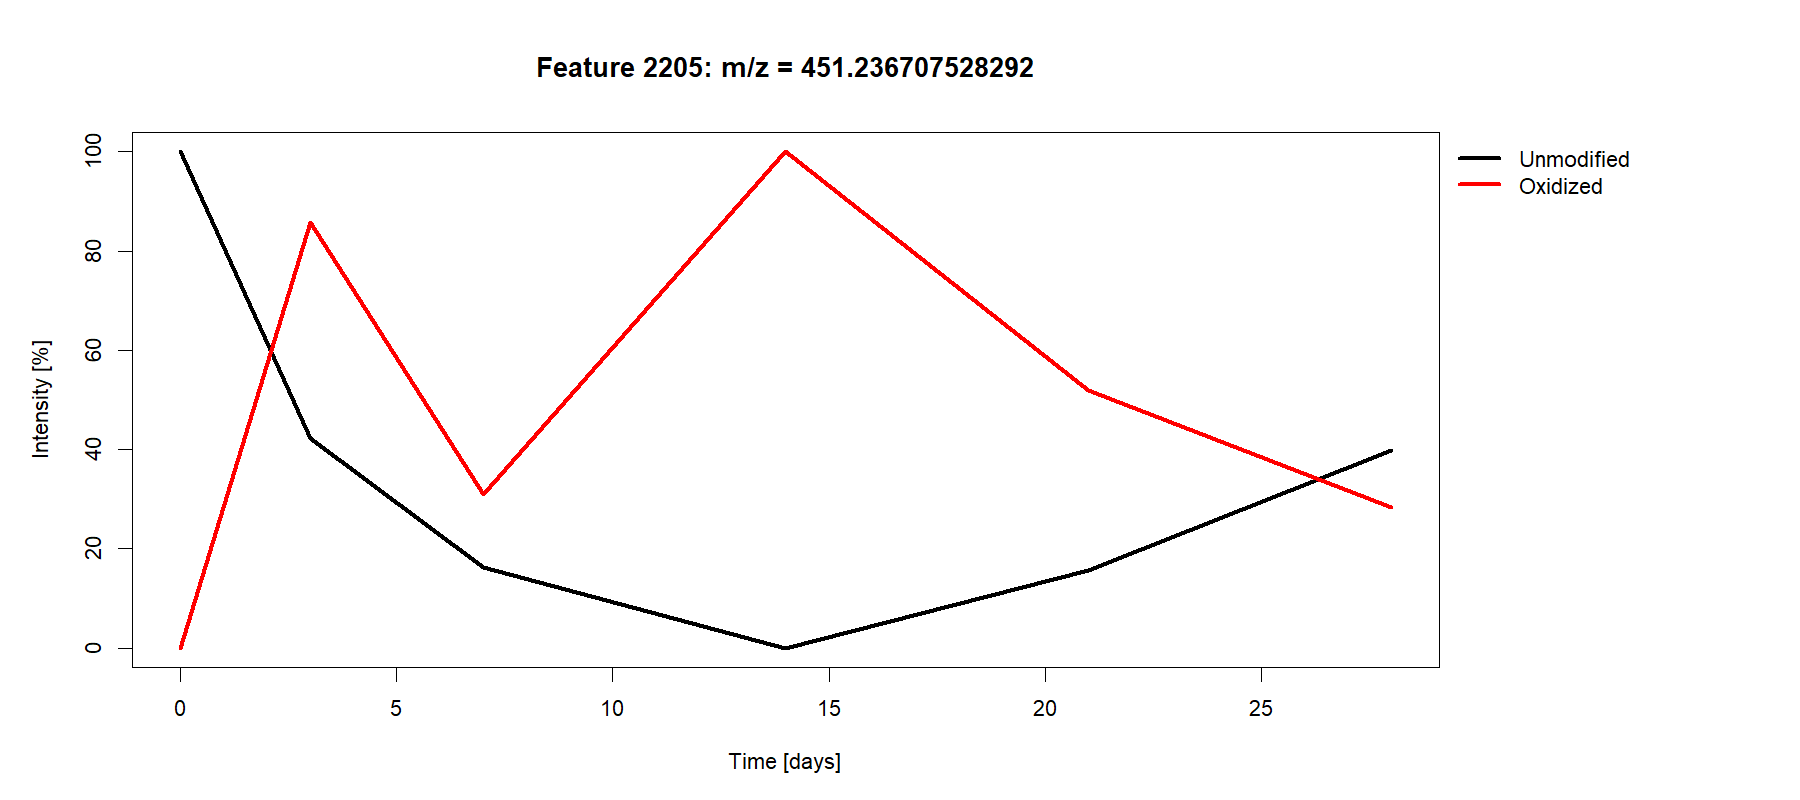 Feature 2205: m/z = 451.236707528292
Unmodified
Oxidized
Intensity [%]
100
80
60
40
20
0
0 5 10 15 20 25
Time [days]